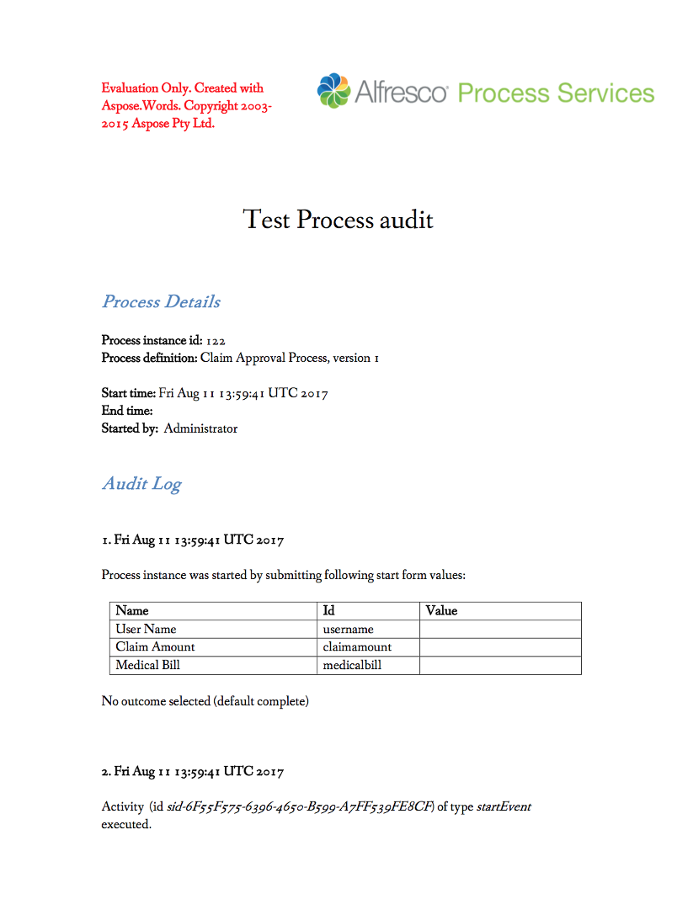 Evaluation Only. Created with
Aspose.Words. Copyright 2003-
2015 Aspose Pty Ltd.
Alfresco® Process Services
Test Process audit
Process Details
Process instance id: 122
Process definition: Claim Approval Process, version 1
Start time: Fri Aug 11 13:59:41 UTC 2017
End time:
Started by: Administrator
Audit Log
1. Fri Aug 11 13:59:41 UTC 2017
Process instance was started by submitting following start form values:
Name Id Value
User Name username
Claim Amount claimamount
Medical Bill medicalbill
No outcome selected (default complete)
2. Fri Aug 11 13:59:41 UTC 2017
Activity (id sid-6F55F575-6396-4650-B599-A7FF539FE8CF) of type startEvent
executed.